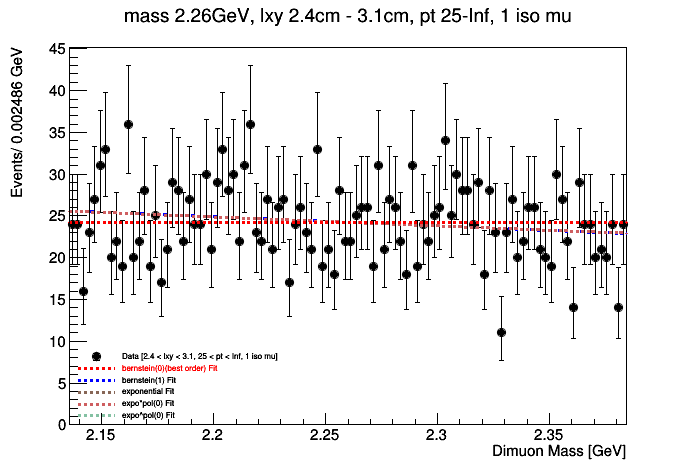 mass 2.26GeV, lxy 2.4cm - 3.1cm, pt 25-Inf, 1 iso mu
Events/ 0.002486 GeV
45
40
35
30
25
20
15
10
5
0
Data [2.4 < lxy < 3.1, 25 < pt < Inf, 1 iso mu]
bernstein(0)(best order) Fit
bernstein(1) Fit
exponential Fit
expo*pol(0) Fit
expo^pol(0) Fit
2.15 2.2 2.25 2.3 2.35
Dimuon Mass [GeV]